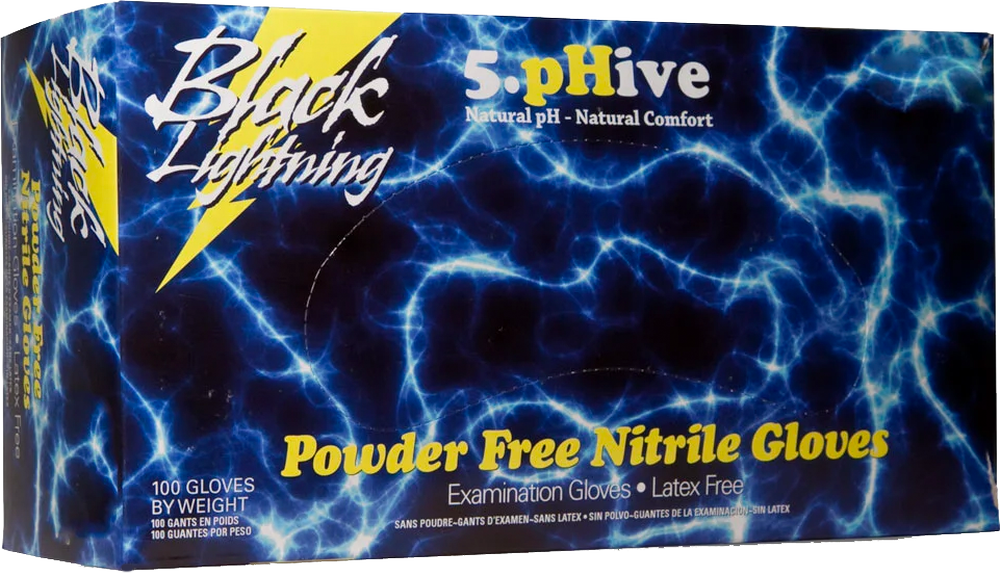 Black
Lightning
5.pHive
Natural pH - Natural Comfort
Powder Free Nitrile Gloves
Examination Gloves • Latex Free
SANS POUDRE–GANTS D'EXAMEN–SANS LATEX • SIN POLVO–GUANTES DE LA EXAMINACION–SIN LATEX
100 GLOVES
BY WEIGHT
100 GANTS EN POIDS
100 GUANTES POR PESO
Black
Lightning
Powder Free
Nitrile Gloves
Examination Gloves • Latex Free